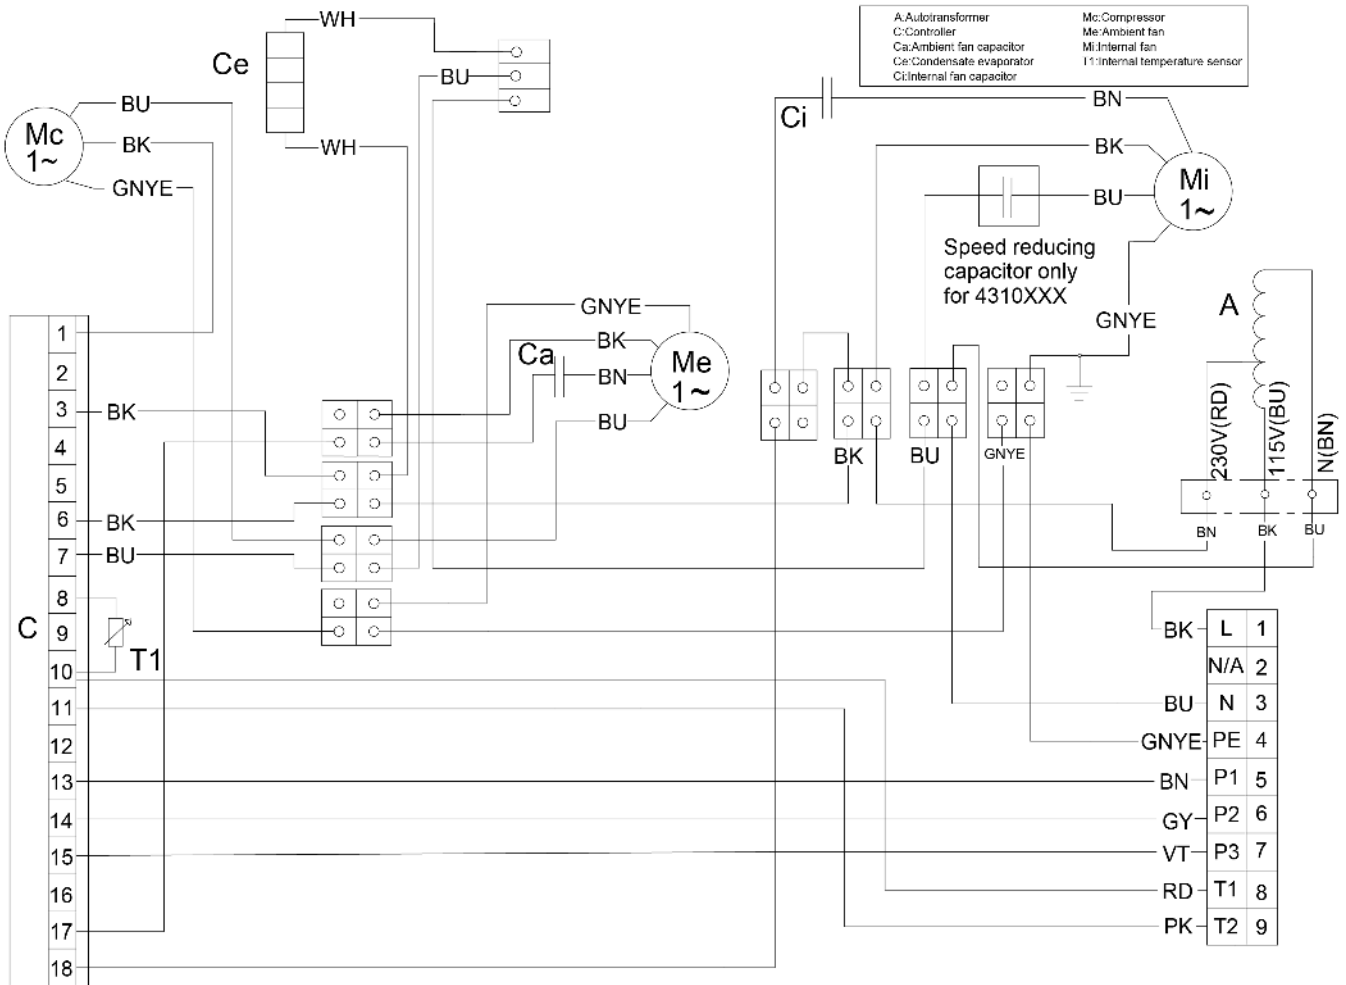 A:Autotransformer
C:Controller
Ca:Ambient fan capacitor
Ce:Condensate evaporator
Ci:Internal fan capacitor
Mc:Compressor
Me:Ambient fan
Mi:Internal fan
T1:Internal temperature sensor
WH
Ce
BU
WH
BU
Mc
1~
BK
GNYE
Ci
BN
BK
BU
Mi
1~
Speed reducing
capacitor only
for 4310XXX
GNYE
A
230V(RD)
115V(BU)
N(BN)
BN
BK
BU
GNYE
BK
Ca
BN
BU
Me
1~
BK
BU
GNYE
C
1
2
3
BK
4
5
6
BK
7
BU
8
9
T1
10
11
12
13
14
15
16
17
18
BK L 1
N/A 2
BU N 3
GNYE PE 4
BN P1 5
GY P2 6
VT P3 7
RD T1 8
PK T2 9